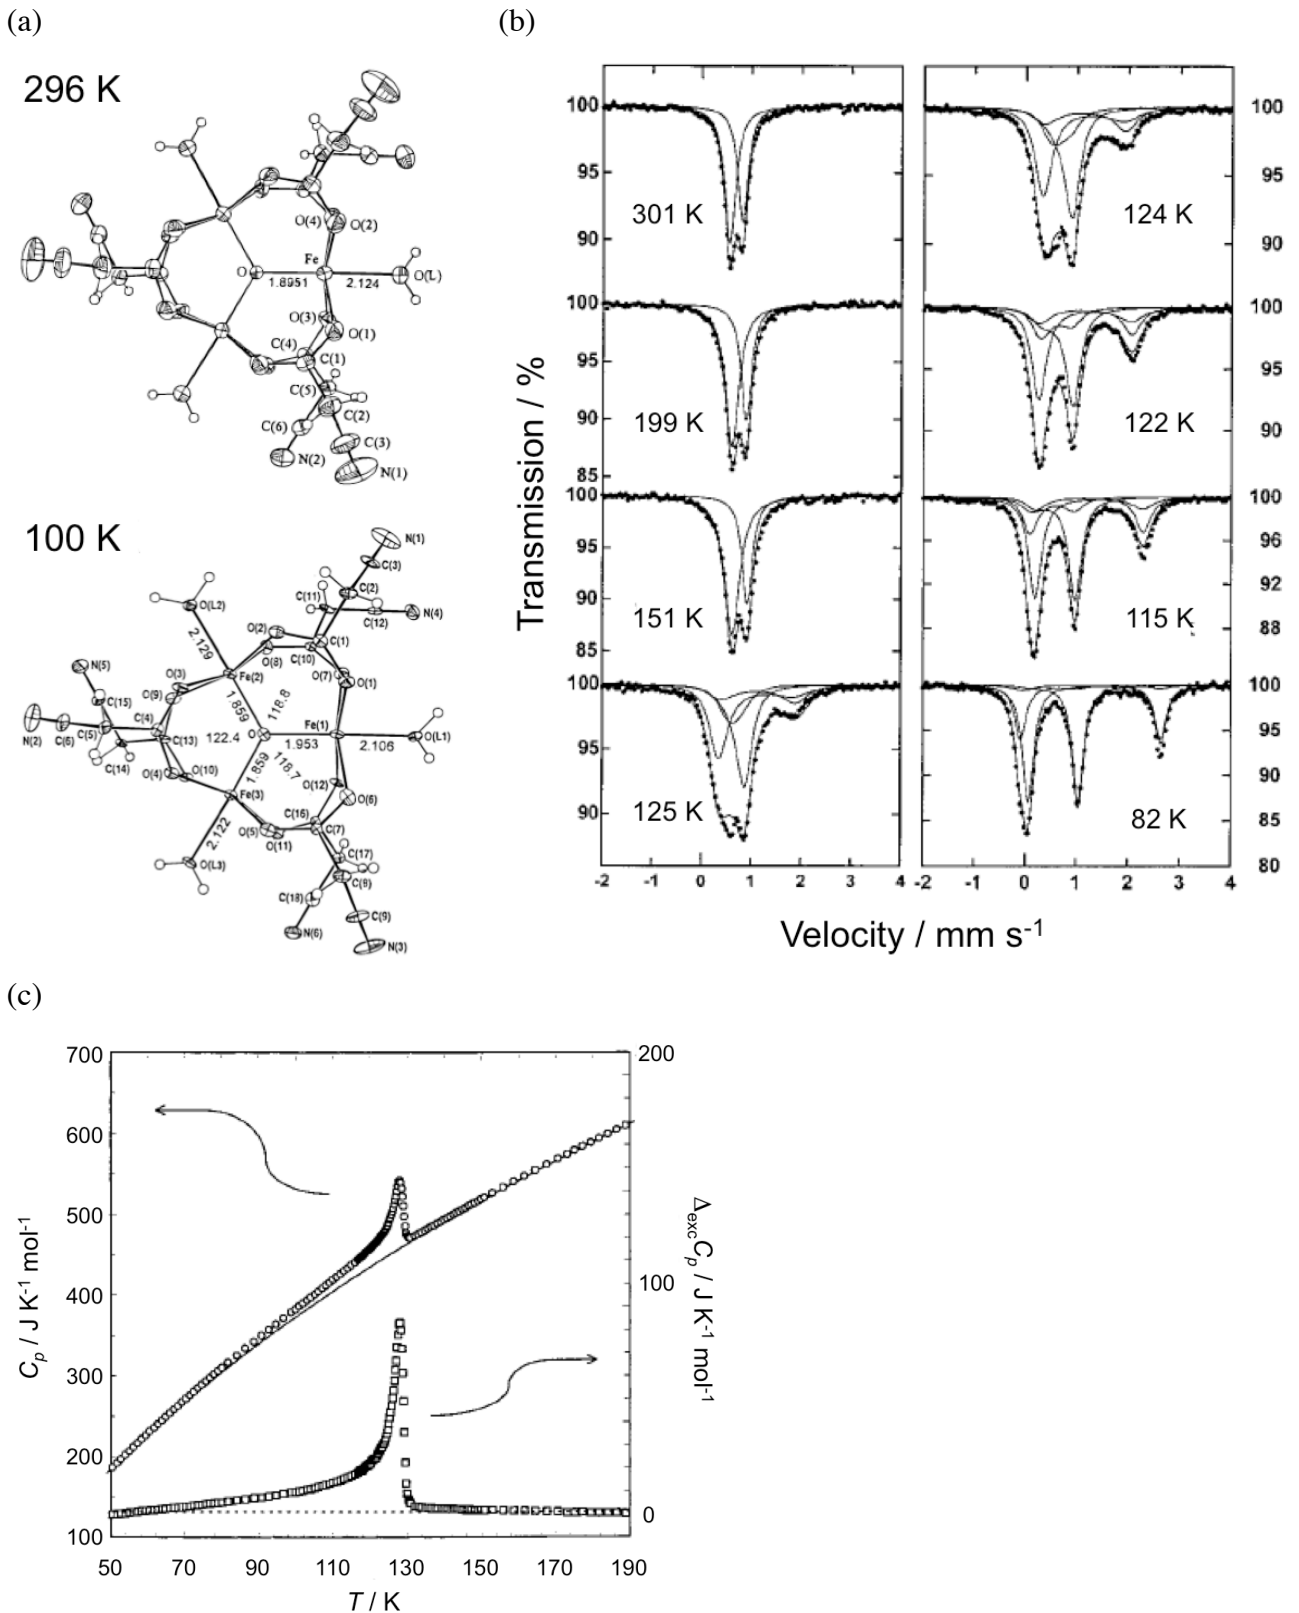 (a)
296 K
O(4)
O(2)
Fe
O
1.8951
2.124
O(L)
O(3)
O(1)
C(4)
C(1)
C(5)
C(2)
C(6)
C(3)
N(2)
N(1)
100 K
N(1)
C(3)
C(2)
C(11)
N(4)
C(12)
O(L2)
2.129
O(2)
C(1)
O(8)
C(10)
N(5)
O(3)
Fe(2)
O(7)
O(1)
C(9)
C(15)
1.859
118.8
C(4)
Fe(1)
N(2)
C(6)
C(5)
C(13)
122.4
O
1.953
2.106
O(L1)
C(14)
O(4)
O(10)
1.859
118.7
O(12)
O(6)
Fe(3)
C(16)
O(5)
C(7)
O(11)
2.122
O(L3)
C(17)
C(8)
C(18)
C(9)
N(6)
N(3)
(b)
Transmission / %
100
95
90
301 K
100
95
90
85
199 K
100
95
90
85
151 K
100
95
90
125 K
-2 -1 0 1 2 3 4
100
95
90
124 K
100
95
90
122 K
100
96
92
88
115 K
100
95
90
85
80
82 K
-2 -1 0 1 2 3 4
Velocity / mm s-1
(c)
700
600
500
400
300
200
100
Cp / J K-1 mol-1
200
100
0
ΔexcCp / J K-1 mol-1
50 70 90 110 130 150 170 190
T / K